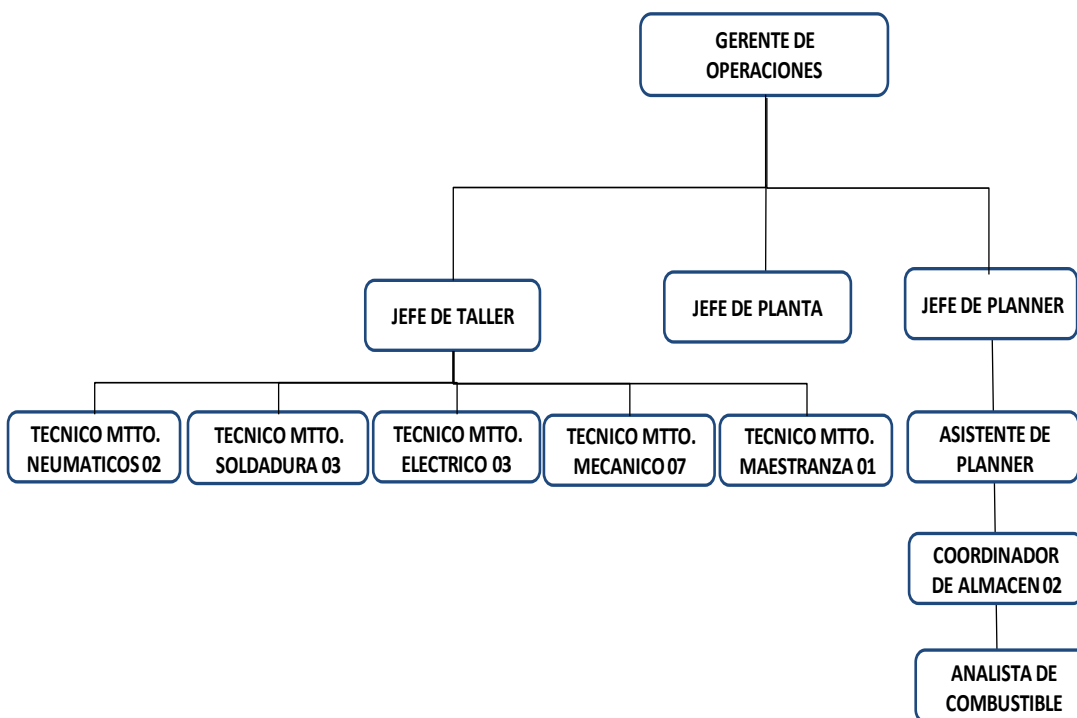 GERENTE DE
OPERACIONES
JEFE DE TALLER
JEFE DE PLANTA
JEFE DE PLANNER
TECNICO MTTO.
NEUMATICOS 02
TECNICO MTTO.
SOLDADURA 03
TECNICO MTTO.
ELECTRICO 03
TECNICO MTTO.
MECANICO 07
TECNICO MTTO.
MAESTRANZA 01
ASISTENTE DE
PLANNER
COORDINADOR
DE ALMACEN 02
ANALISTA DE
COMBUSTIBLE